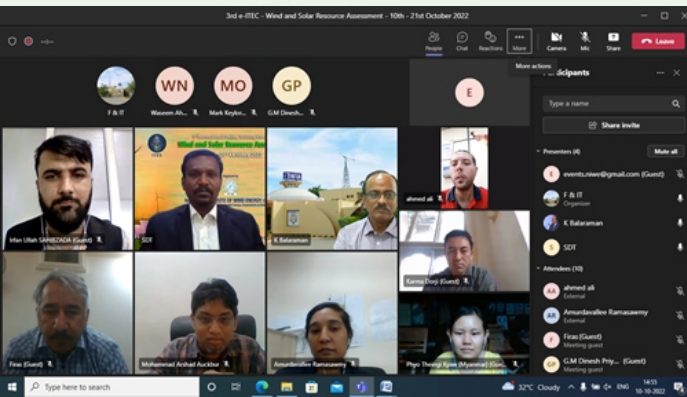 3rd e-ITEC - Wind and Solar Resource Assessment - 10th - 21st October 2022
People
Chat
Reactions
More
Camera
Mic
Share
Leave
More actions
Participants
WN
MO
GP
E
F & IT
Waseem Ah...
Mark Keyko...
G.M Dinesh...
Type a name
Share invite
Presenters (4)
Mute all
E
events.niwe@gmail.com (Guest)
F & IT
Organizer
K Balaraman
S
SDT
Attendees (10)
AA
ahmed ali
External
AR
Amurdavallee Ramasawmy
External
F
Firas (Guest)
Meeting guest
GP
G.M Dinesh Priy... (Guest)
Meeting guest
Wind and Solar Resource Ass
Irfan Ullah SAHIBZADA (Guest)
SDT
K Balaraman
ahmed ali
Karma Dorji (Guest)
Firas (Guest)
Mohammad Arshad Auckbur
Amurdavallee Ramasawmy
Phyo Thiengi Kyaw (Myanmar) (Gue...
Type here to search
32°C Cloudy
ENG
14:55
10-10-2022